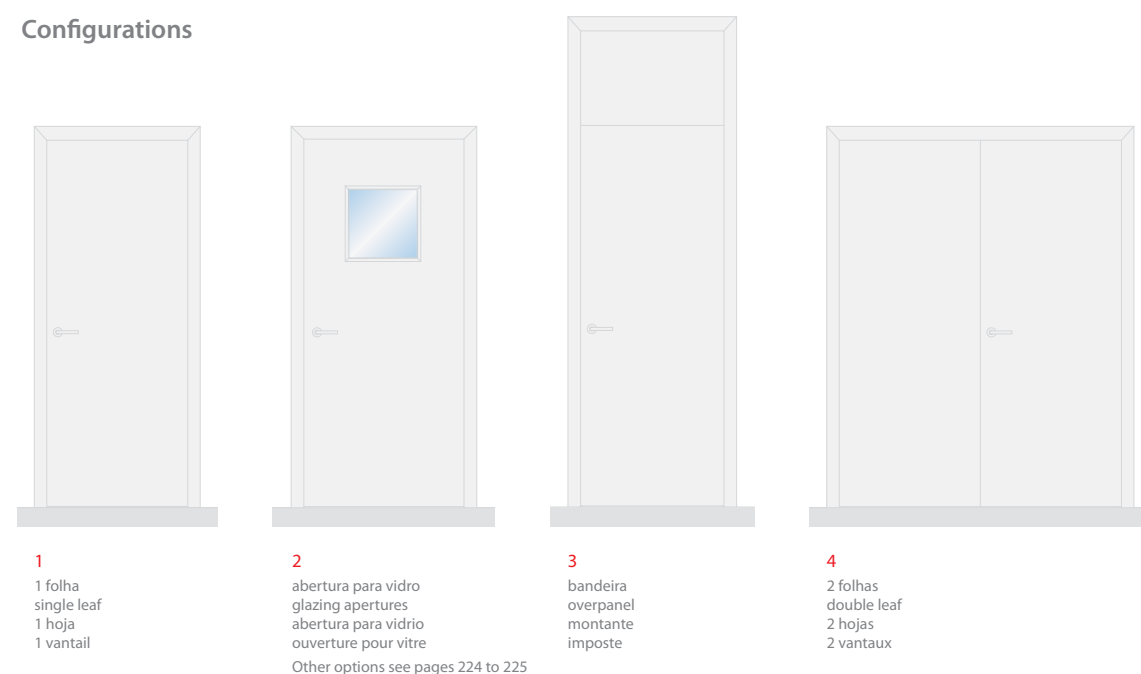 Configurations
1
1 folha
single leaf
1 hoja
1 vantail
2
abertura para vidro
glazing apertures
abertura para vidrio
ouverture pour vitre
Other options see pages 224 to 225
3
bandeira
overpanel
montante
imposte
4
2 folhas
double leaf
2 hojas
2 vantaux